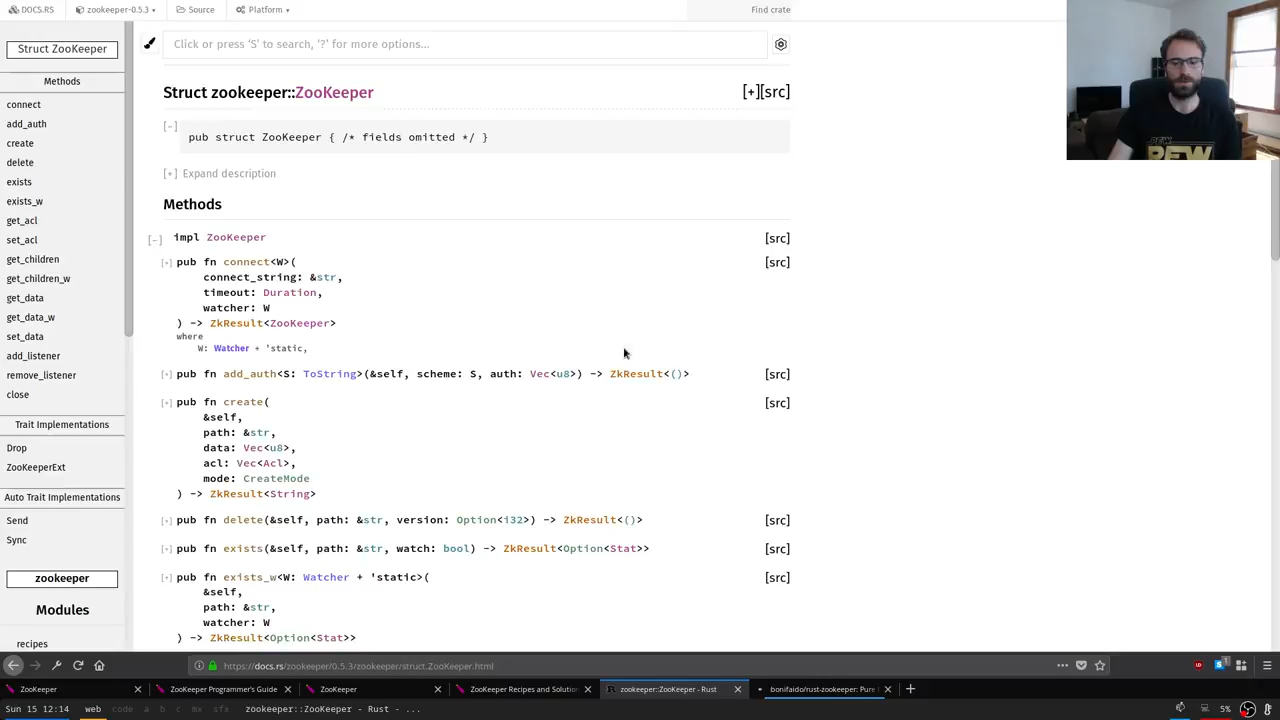 DOCS.RS
zookeeper-0.5.3
Source
Platform
Find crate
Struct ZooKeeper
Methods
connect
add_auth
create
delete
exists
exists_w
get_acl
set_acl
get_children
get_children_w
get_data
get_data_w
set_data
add_listener
remove_listener
close
Trait Implementations
Drop
ZooKeeperExt
Auto Trait Implementations
Send
Sync
zookeeper
Modules
recipes
Click or press ‘S’ to search, ‘?’ for more options…
Struct zookeeper::ZooKeeper [+][src]
[-]
pub struct ZooKeeper { /* fields omitted */ }
[+] Expand description
Methods
[-] impl ZooKeeper [src]
[+] pub fn connect<W>( [src]
connect_string: &str,
timeout: Duration,
watcher: W
) -> ZkResult<ZooKeeper>
where
W: Watcher + 'static,
[+] pub fn add_auth<S: ToString>(&self, scheme: S, auth: Vec<u8>) -> ZkResult<()> [src]
[+] pub fn create( [src]
&self,
path: &str,
data: Vec<u8>,
acl: Vec<Acl>,
mode: CreateMode
) -> ZkResult<String>
[+] pub fn delete(&self, path: &str, version: Option<i32>) -> ZkResult<()> [src]
[+] pub fn exists(&self, path: &str, watch: bool) -> ZkResult<Option<Stat>> [src]
[+] pub fn exists_w<W: Watcher + 'static>( [src]
&self,
path: &str,
watcher: W
) -> ZkResult<Option<Stat>>
PEW
PEW
https://docs.rs/zookeeper/0.5.3/zookeeper/struct.ZooKeeper.html
ZooKeeper
ZooKeeper Programmer's Guide
ZooKeeper
ZooKeeper Recipes and Solution
zookeeper::ZooKeeper - Rust
bonifaido/rust-zookeeper: Pure
Sun 15 12:14 web code a b c mx sfx zookeeper::ZooKeeper - Rust - ... 5%